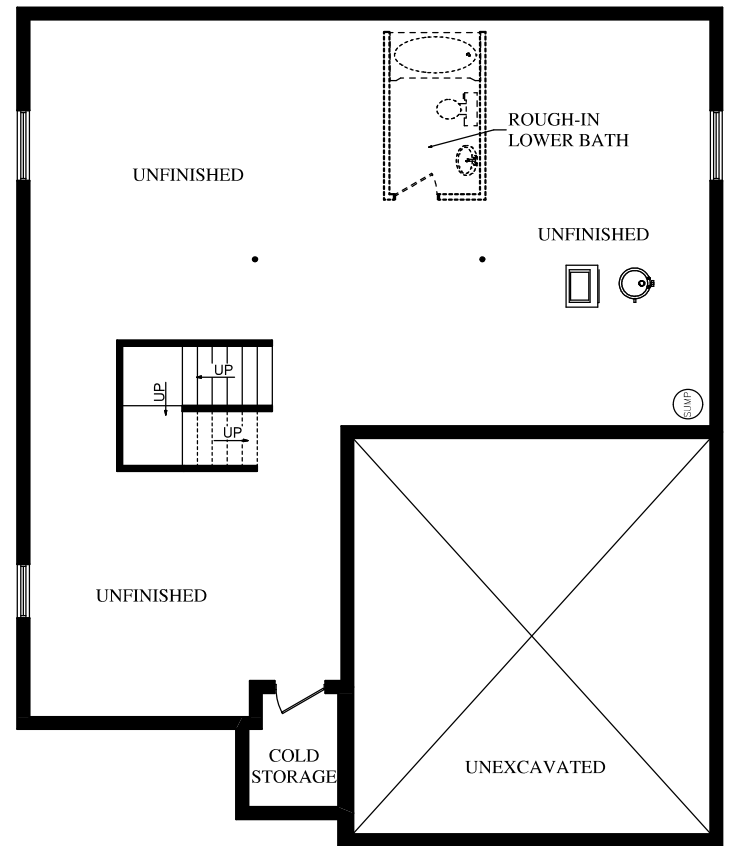 ROUGH-IN
LOWER BATH
UNFINISHED
UNFINISHED
UP
UP
UP
SUMP
UNFINISHED
COLD
STORAGE
UNEXCAVATED